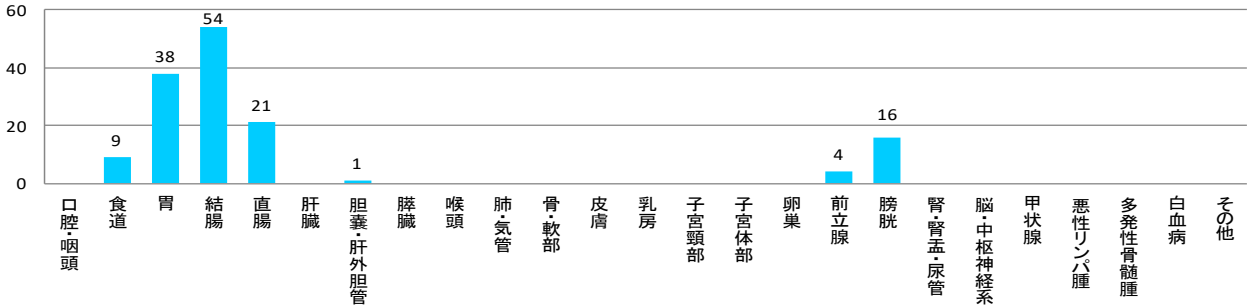 60
40
20
0
9
38
54
21
1
4
16
口腔・咽頭
食道
胃
結腸
直腸
肝臓
胆嚢・肝外胆管
膵臓
喉頭
肺・気管
骨・軟部
皮膚
乳房
子宮頸部
子宮体部
卵巣
前立腺
膀胱
腎・腎盂・尿管
脳・中枢神経系
甲状腺
悪性リンパ腫
多発性骨髄腫
白血病
その他